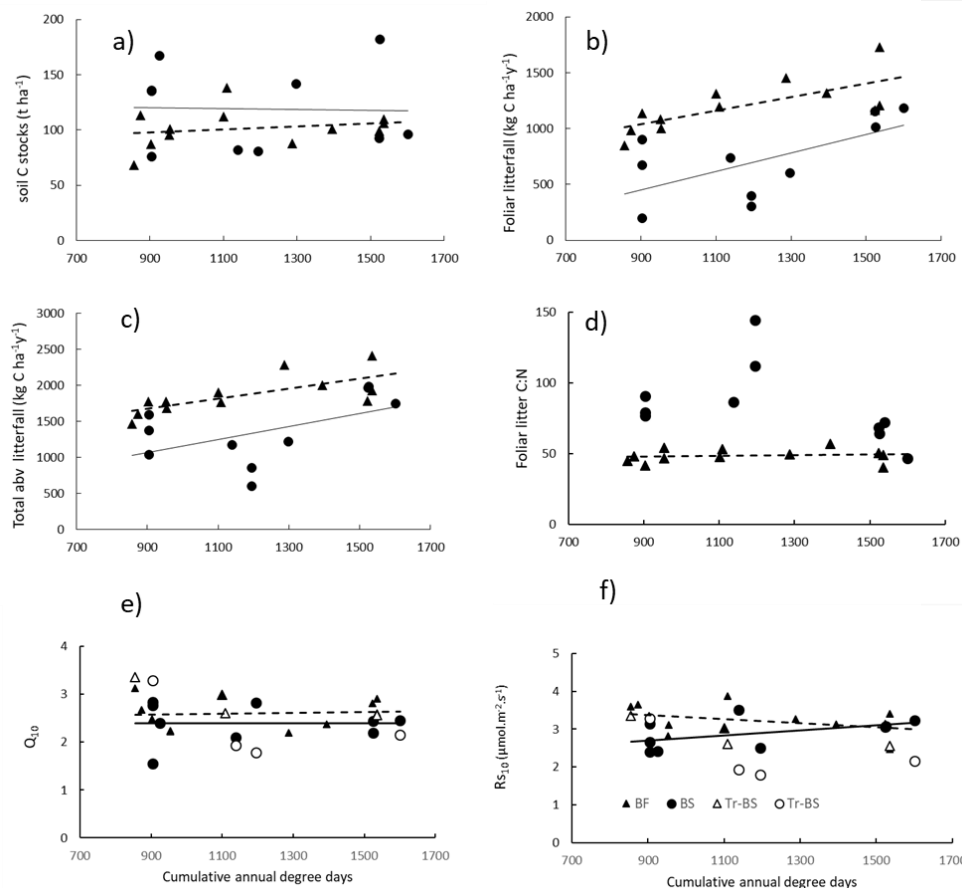 a)
soil C stocks (t ha-1)
200
150
100
50
0
700 900 1100 1300 1500 1700
b)
Foliar litterfall (kg C ha-1y-1)
2000
1500
1000
500
0
700 900 1100 1300 1500 1700
c)
Total abv litterfall (kg C ha-1y-1)
3000
2500
2000
1500
1000
500
0
700 900 1100 1300 1500 1700
d)
Foliar litter C:N
150
100
50
0
700 900 1100 1300 1500 1700
e)
Q10
4
3
2
1
0
700 900 1100 1300 1500 1700
Cumulative annual degree days
f)
Rs10 (μmol.m-2.s-1)
5
4
3
2
1
0
BF BS Tr-BS Tr-BS
700 900 1100 1300 1500 1700
Cumulative annual degree days